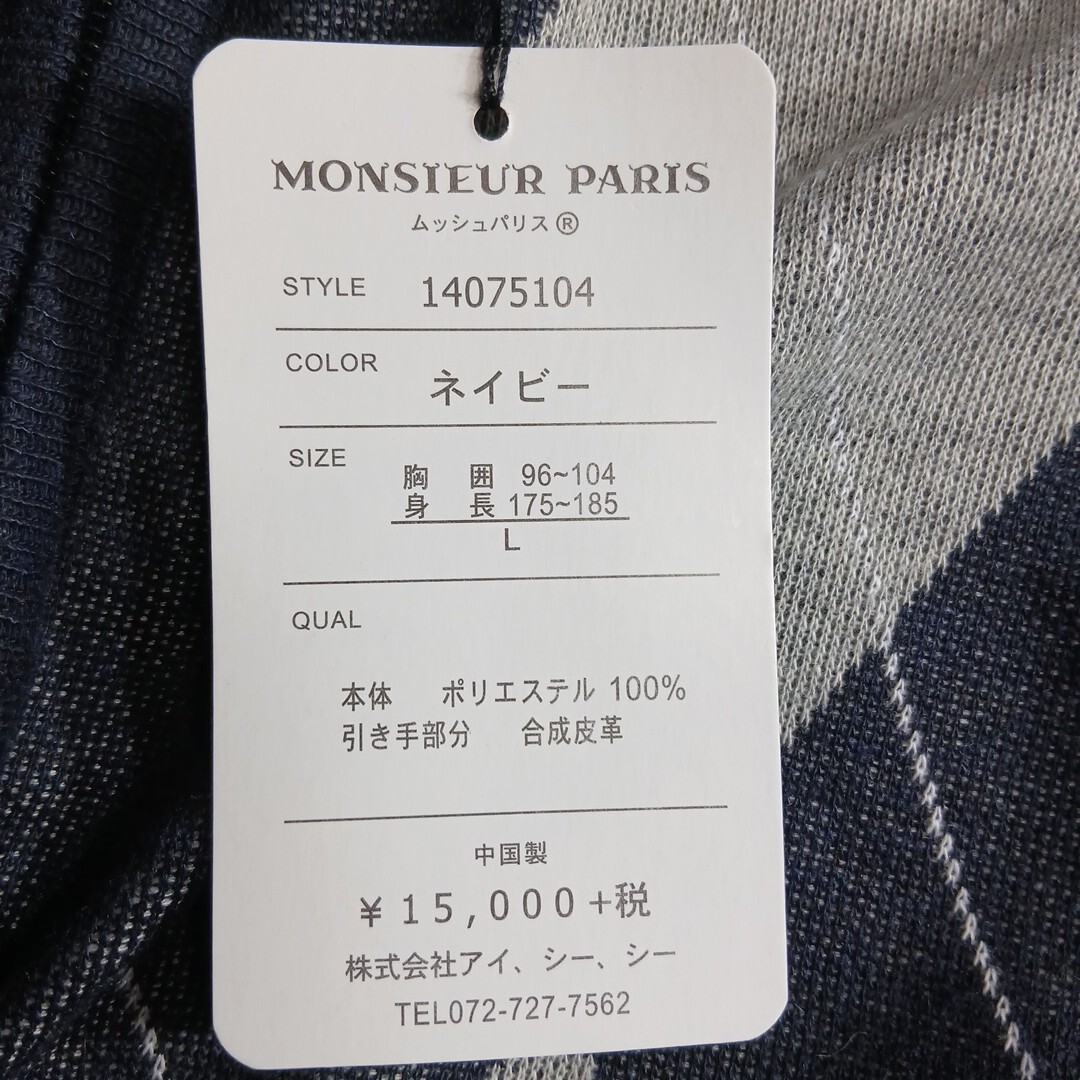 MONSIEUR PARIS
ムッシュパリス®
STYLE 14075104
COLOR ネイビー
SIZE
胸 囲 96~104
身 長 175~185
L
QUAL
本体 ポリエステル 100%
引き手部分 合成皮革
中国製
¥15,000+税
株式会社アイ、シー、シー
TEL072-727-7562